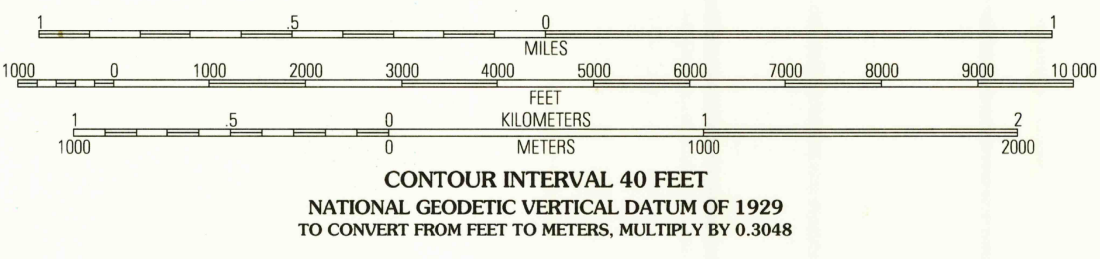 1 .5 0 1
MILES
1000 0 1000 2000 3000 4000 5000 6000 7000 8000 9000 10 000
FEET
1 .5 0 KILOMETERS 1 2
1000 0 METERS 1000 2000
CONTOUR INTERVAL 40 FEET
NATIONAL GEODETIC VERTICAL DATUM OF 1929
TO CONVERT FROM FEET TO METERS, MULTIPLY BY 0.3048